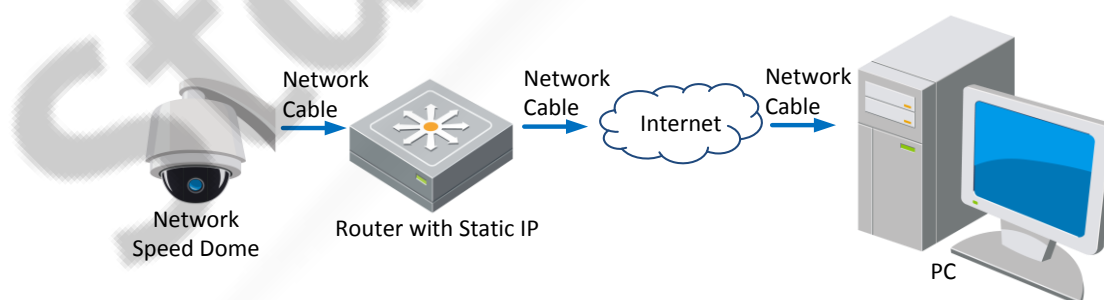 Network
Cable
Network
Cable
Network
Cable
Internet
Network
Speed Dome
Router with Static IP
PC